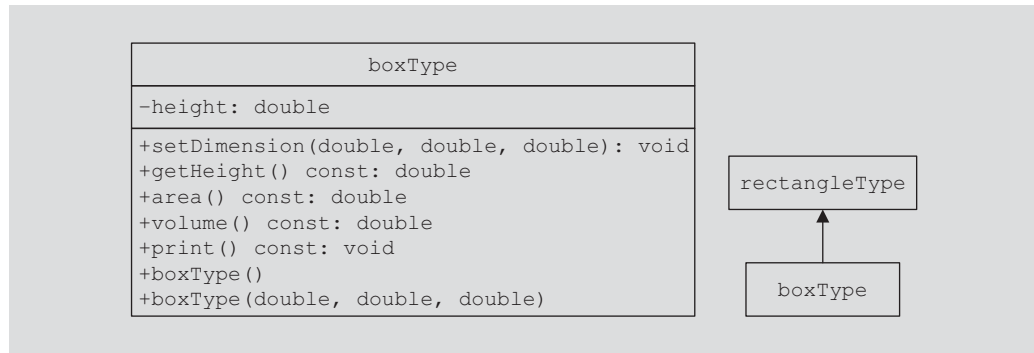 boxType
-height: double
+setDimension(double, double, double): void
+getHeight() const: double
+area() const: double
+volume() const: double
+print() const: void
+boxType()
+boxType(double, double, double)
rectangleType
boxType